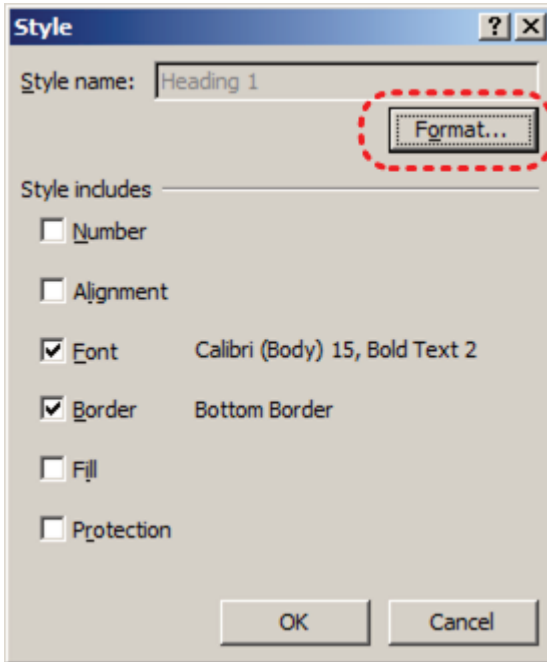 Style
Style name: Heading 1
Format...
Style includes
Number
Alignment
Font Calibri (Body) 15, Bold Text 2
Border Bottom Border
Fill
Protection
OK Cancel